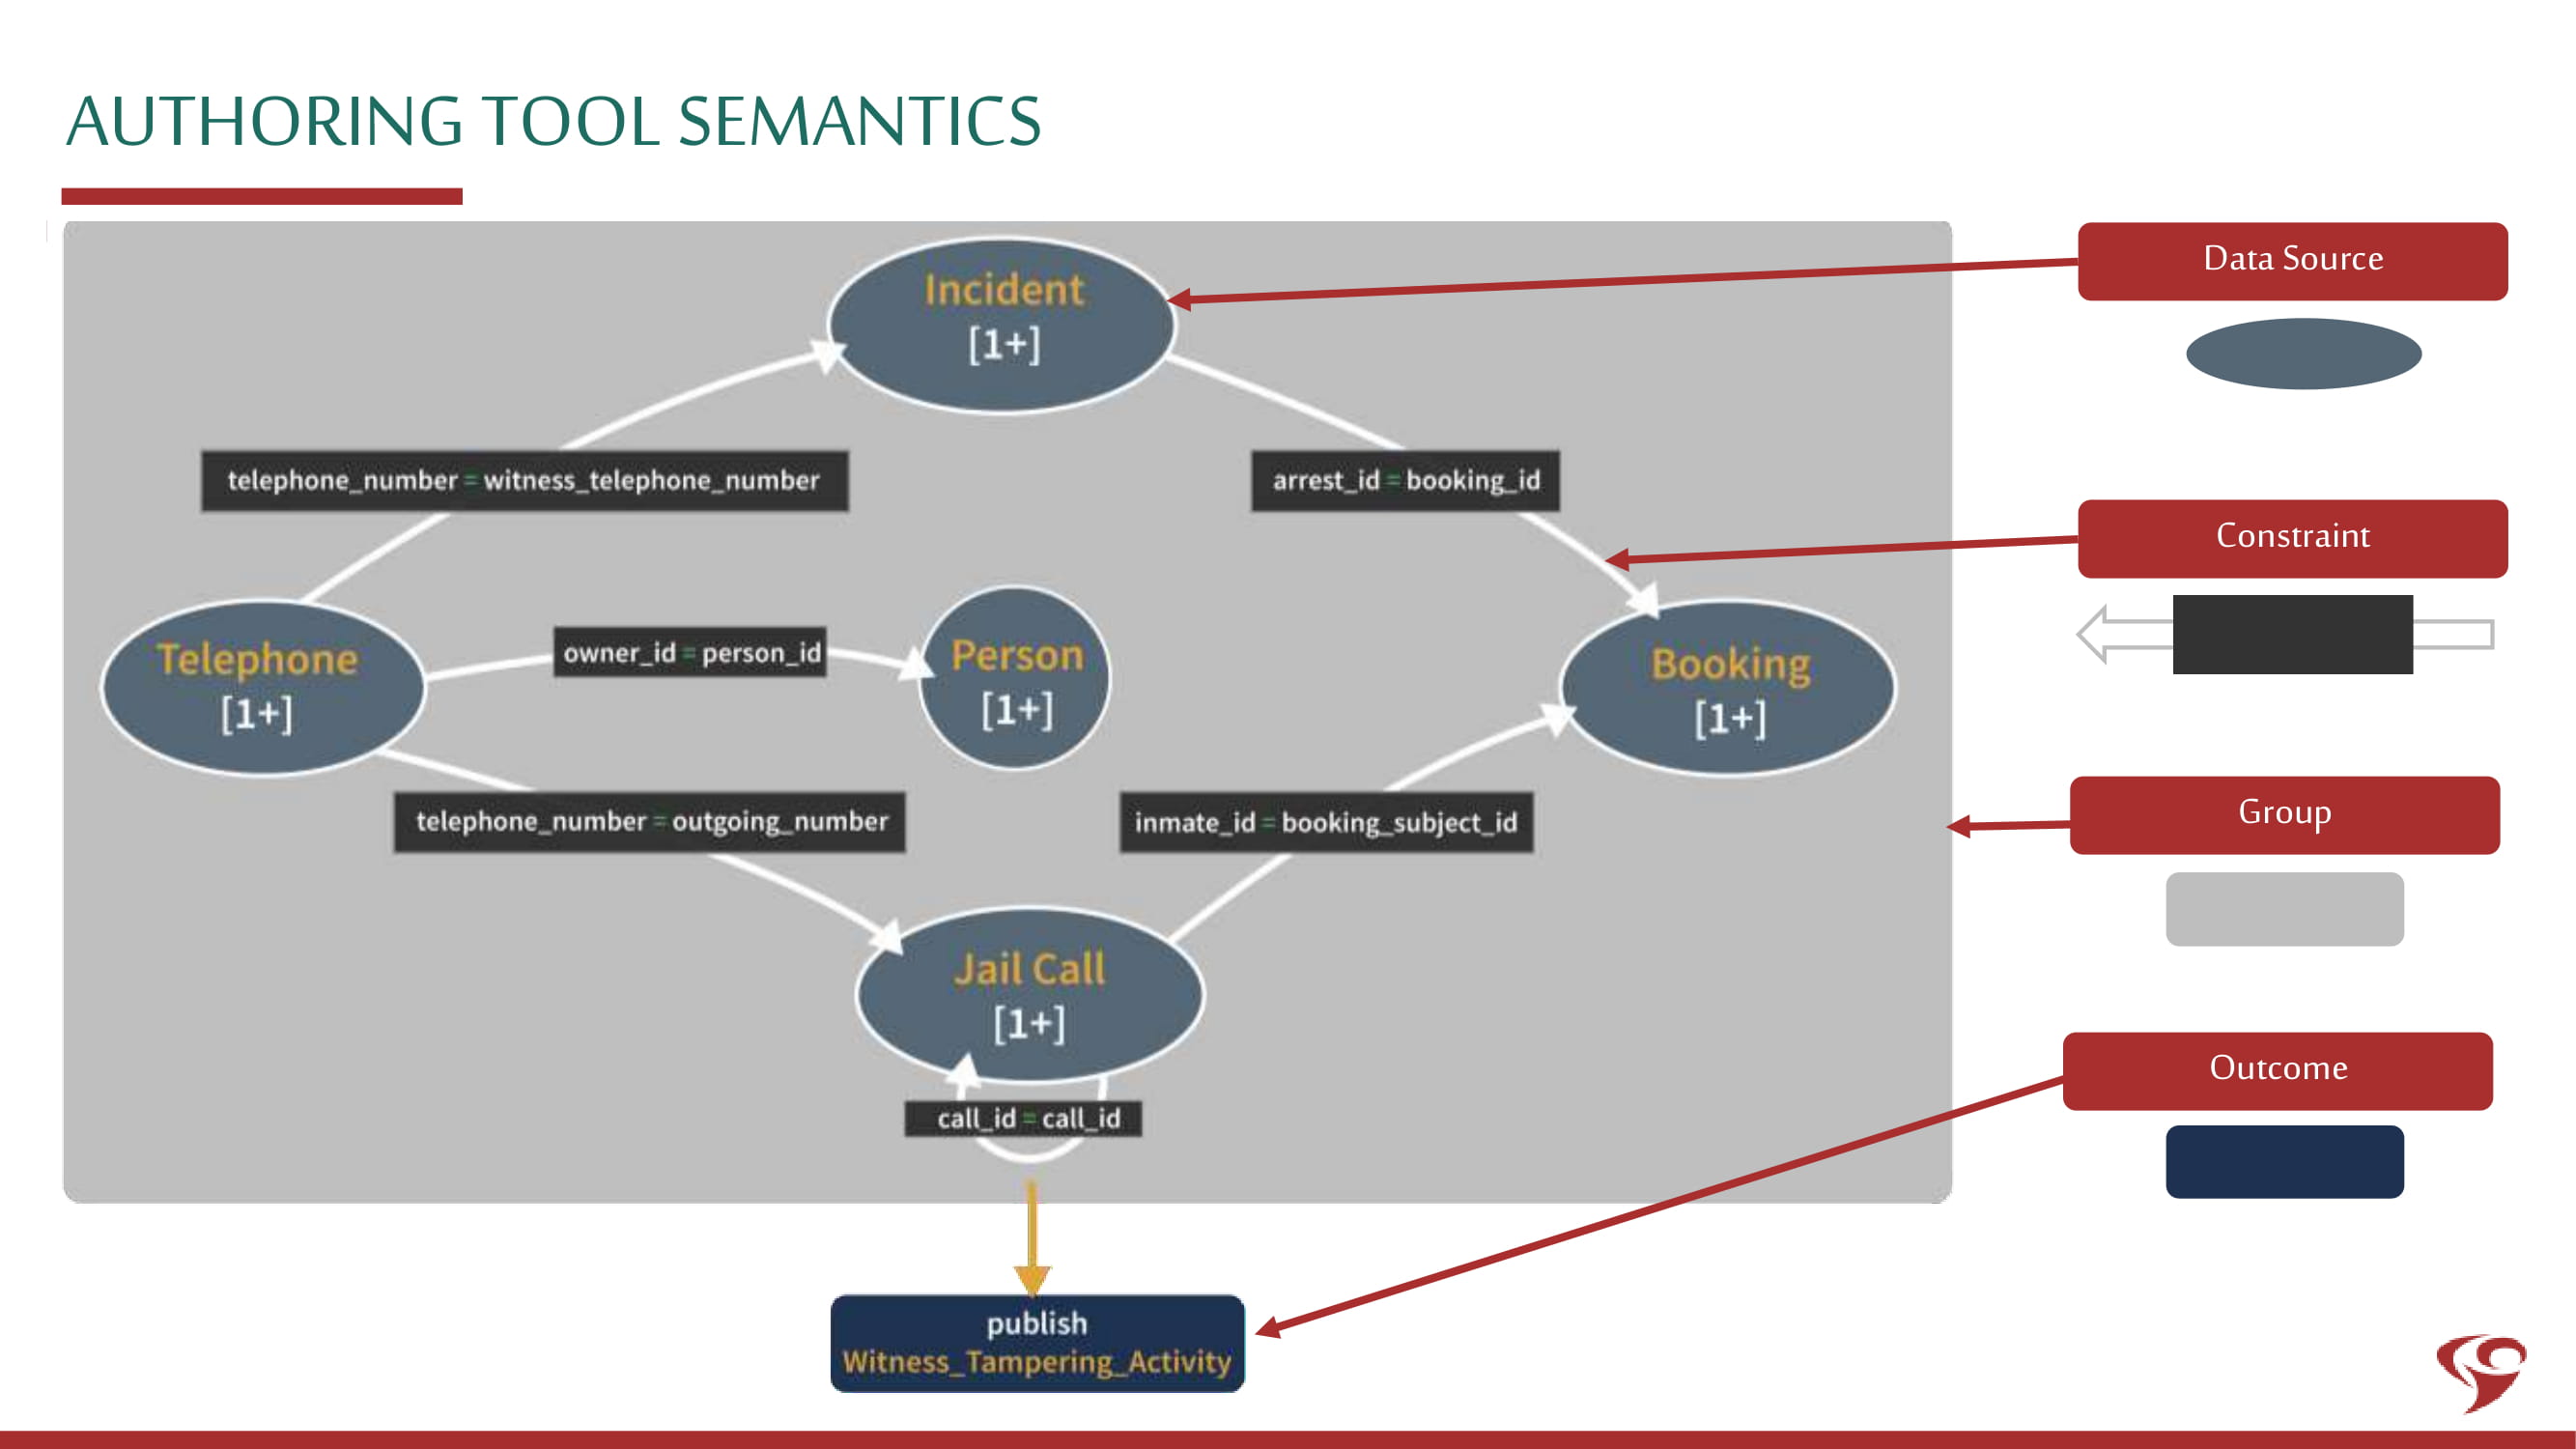 AUTHORING TOOL SEMANTICS
Incident
[1+]
Data Source
telephone_number = witness_telephone_number
arrest_id = booking_id
Constraint
Telephone
[1+]
owner_id = person_id
Person
[1+]
Booking
[1+]
telephone_number = outgoing_number
inmate_id = booking_subject_id
Group
Jail Call
[1+]
call_id = call_id
Outcome
publish
Witness_Tampering_Activity